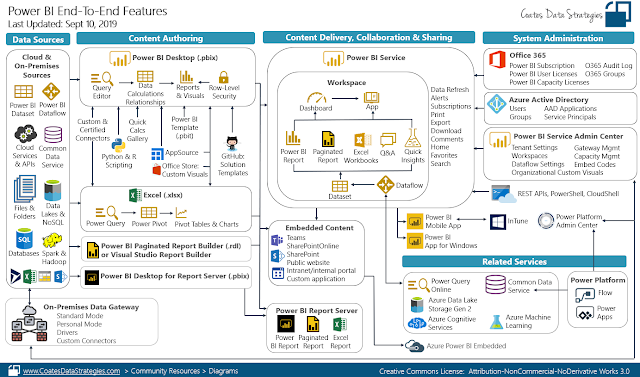 Power BI End-To-End Features
Last Updated: Sept 10, 2019
Coates Data Strategies
Data Sources
Content Authoring
Content Delivery, Collaboration & Sharing
System Administration
Cloud &
On-Premises
Sources
Power BI
Dataset
Power BI
Dataflow
Cloud
Services
& APIs
Common
Data
Service
Files &
Folders
Data
Lakes &
NoSQL
SQL
Databases
Spark &
Hadoop
Power BI Desktop (.pbix)
Query
Editor
Data
Calculations
Relationships
Reports
& Visuals
Row-Level
Security
Custom &
Certified
Connectors
Quick
Calcs
Gallery
Power BI
Template
(.pbit)
Python & R
Scripting
AppSource
Office Store:
Custom Visuals
GitHub:
Solution
Templates
Excel (.xlsx)
Power Query
Power Pivot
Pivot Tables & Charts
Power BI Paginated Report Builder (.rdl)
or Visual Studio Report Builder
Power BI Desktop for Report Server (.pbix)
On-Premises Data Gateway
Standard Mode
Personal Mode
Drivers
Custom Connectors
Power BI Service
Workspace
Dashboard
App
Power BI
Report
Paginated
Report
Excel
Workbooks
Q&A
Quick
Insights
Dataset
Dataflow
Data Refresh
Alerts
Subscriptions
Print
Export
Download
Comments
Home
Favorites
Search
Embedded Content
Teams
SharePointOnline
SharePoint
Public website
Intranet/internal portal
Custom application
Power BI
Mobile App
Power BI
App for Windows
Power BI Report Server
Power BI
Report
Paginated
Report
Excel
Report
Office 365
Power BI Subscription
O365 Audit Log
Power BI User Licenses
O365 Groups
Power BI Capacity Licenses
Azure Active Directory
Users
AAD Applications
Groups
Service Principals
Power BI Service Admin Center
Tenant Settings
Gateway Mgmt
Workspaces
Capacity Mgmt
Dataflow Settings
Embed Codes
Organizational Custom Visuals
REST APIs, PowerShell, CloudShell
InTune
Power Platform
Admin Center
Related Services
Power Query
Online
Common Data
Service
Azure Data Lake
Storage Gen 2
Azure Cognitive
Services
Azure Machine
Learning
Power Platform
Flow
Power
Apps
Azure Power BI Embedded
www.CoatesDataStrategies.com > Community Resources > Diagrams
Creative Commons License: Attribution-NonCommercial-NoDerivative Works 3.0